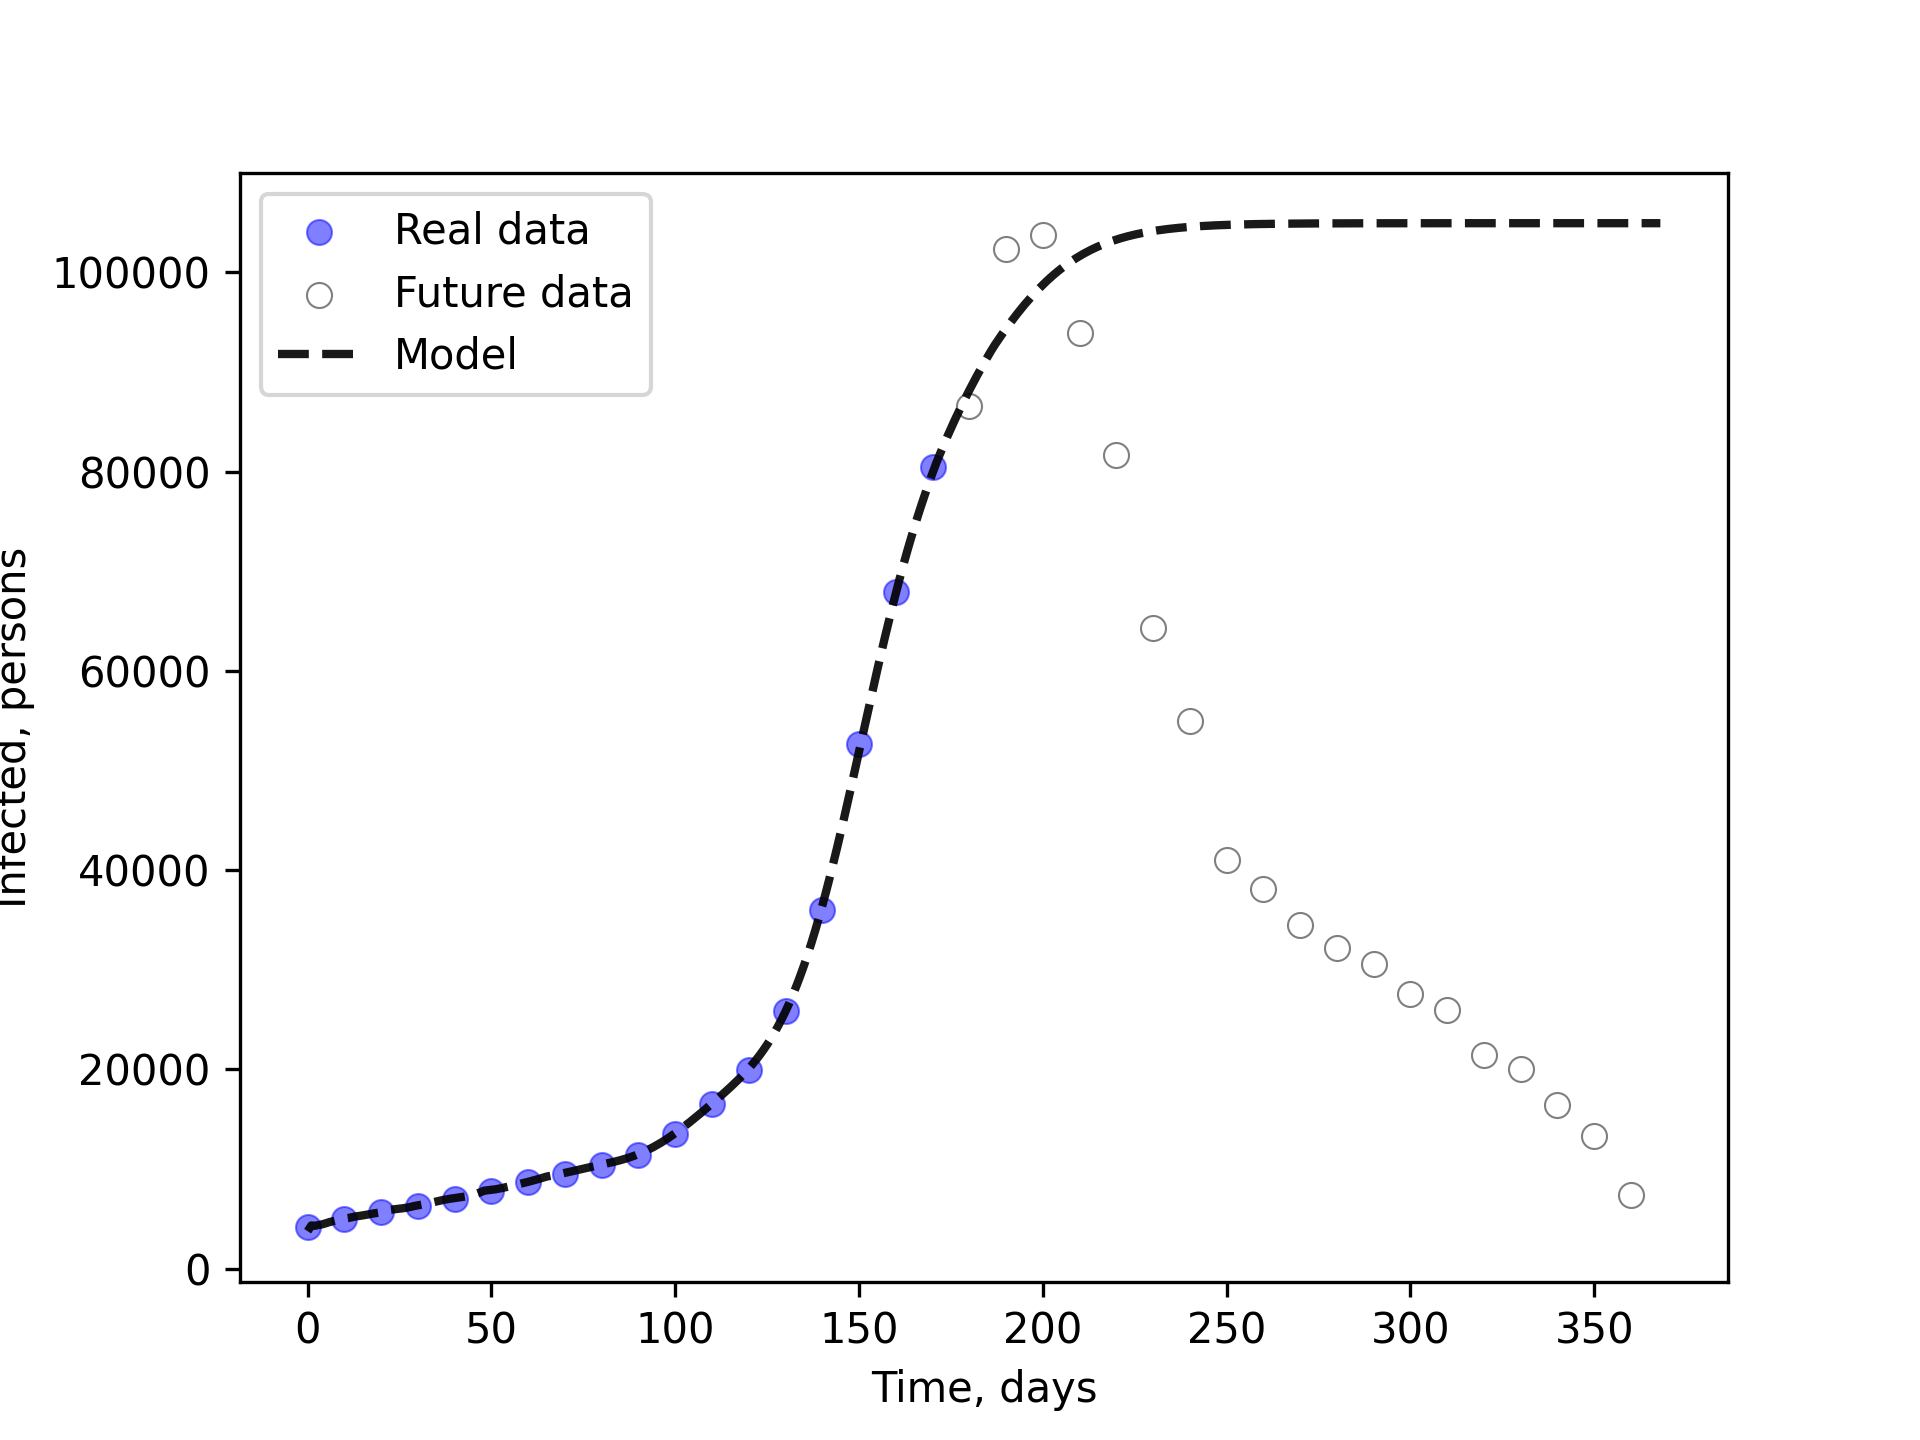 Real data
Future data
Model
100000
80000
60000
40000
20000
0
Infected, persons
0 50 100 150 200 250 300 350
Time, days